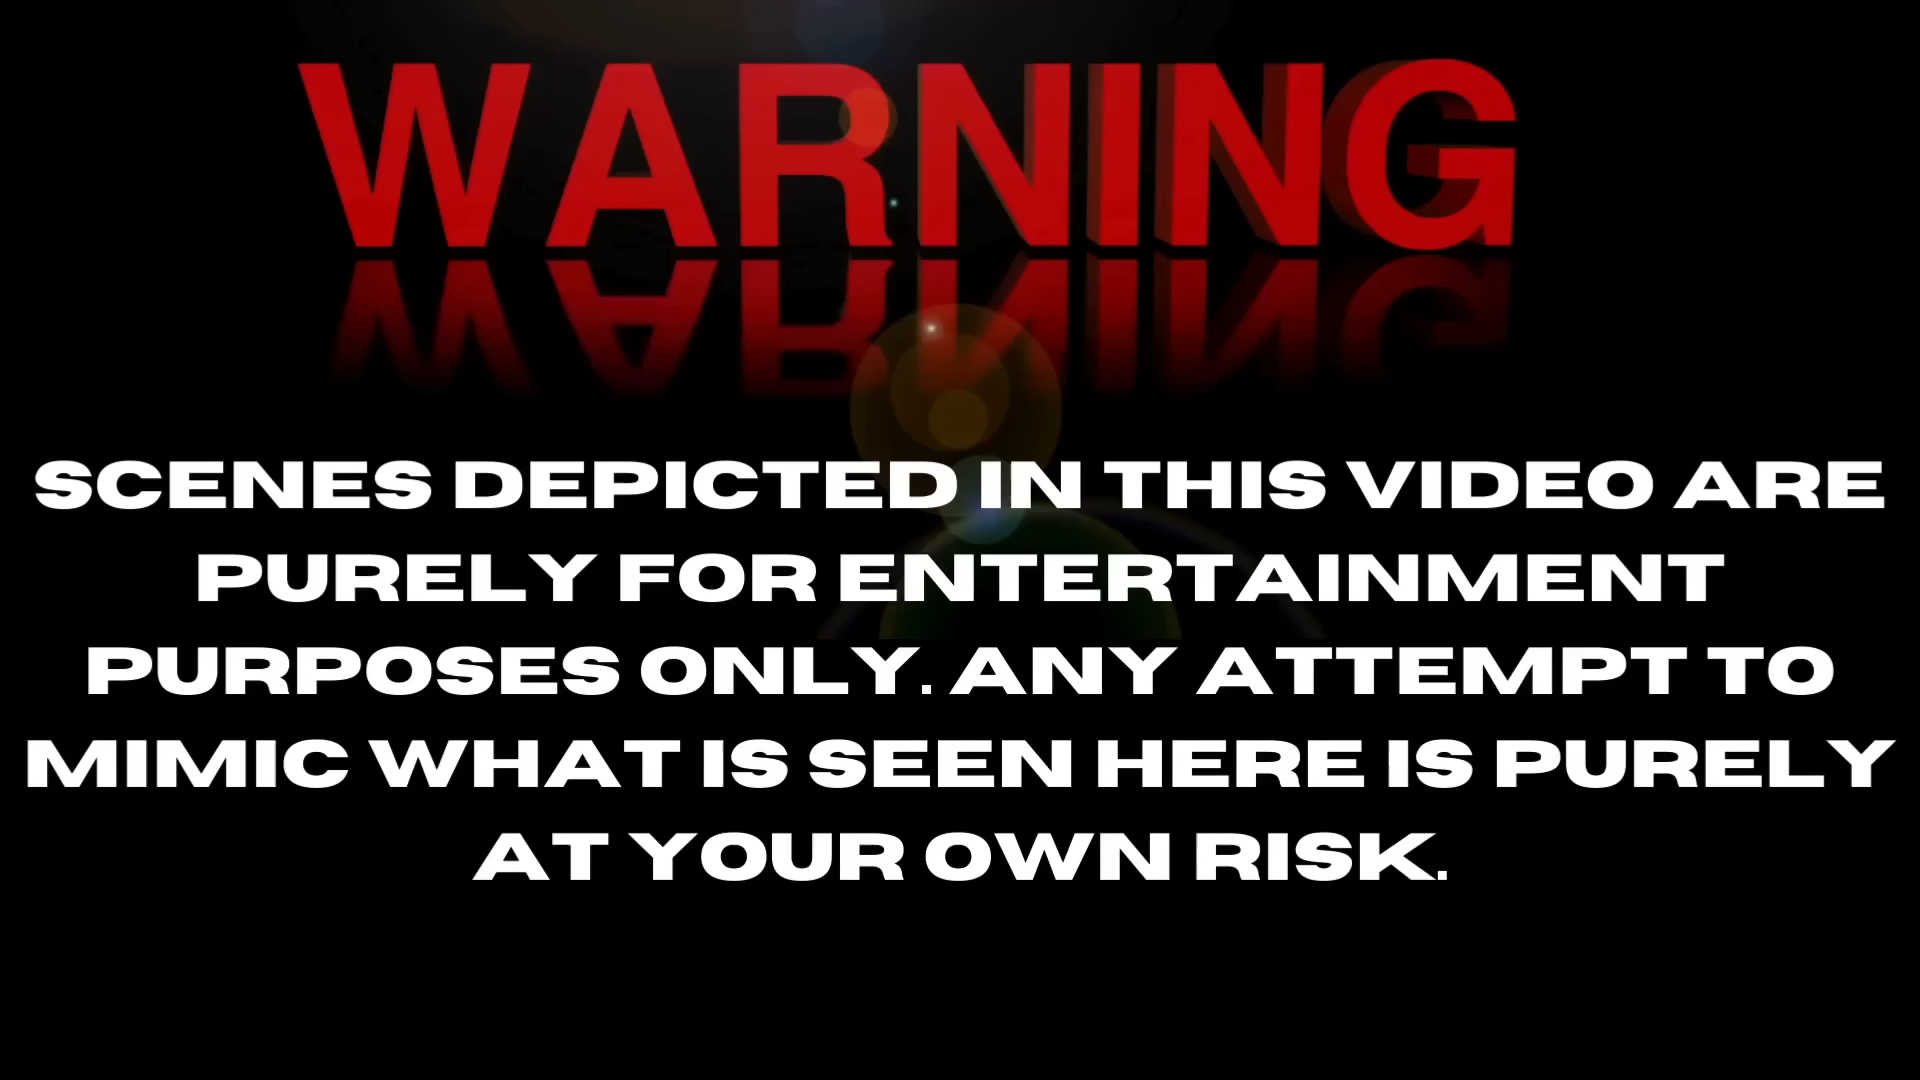 WARNING
SCENES DEPICTED IN THIS VIDEO ARE
PURELY FOR ENTERTAINMENT
PURPOSES ONLY. ANY ATTEMPT TO
MIMIC WHAT IS SEEN HERE IS PURELY
AT YOUR OWN RISK.